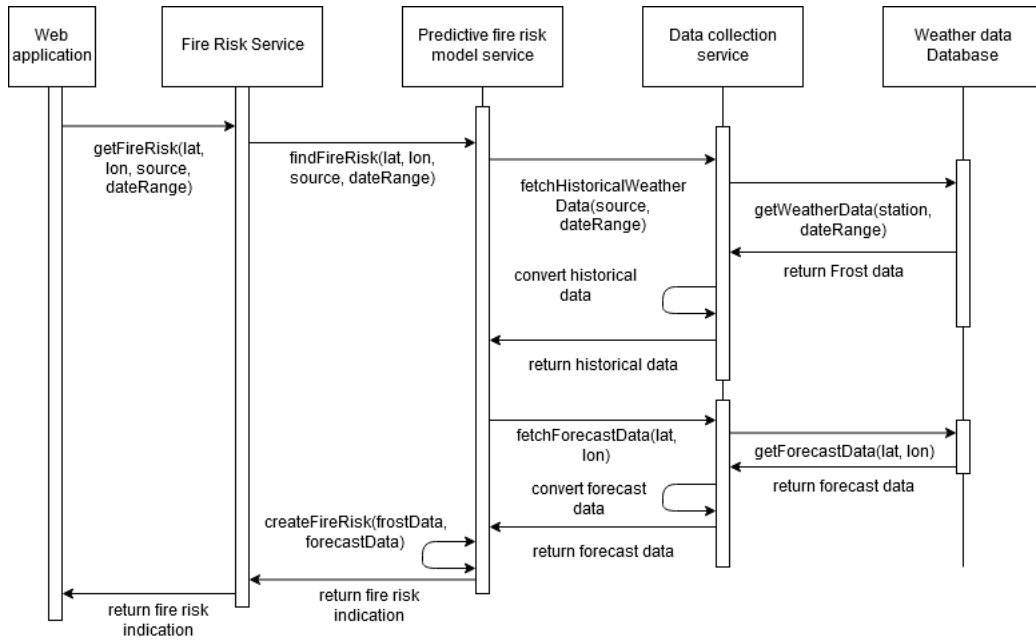 Web
application
Fire Risk Service
Predictive fire risk
model service
Data collection
service
Weather data
Database
getFireRisk(lat,
lon, source,
dateRange)
findFireRisk(lat, lon,
source, dateRange)
fetchHistoricalWeather
Data(source,
dateRange)
getWeatherData(station,
dateRange)
return Frost data
convert historical
data
return historical data
fetchForecastData(lat,
lon)
getForecastData(lat, lon)
return forecast data
convert forecast
data
return forecast data
createFireRisk(frostData,
forecastData)
return fire risk
indication
return fire risk
indication